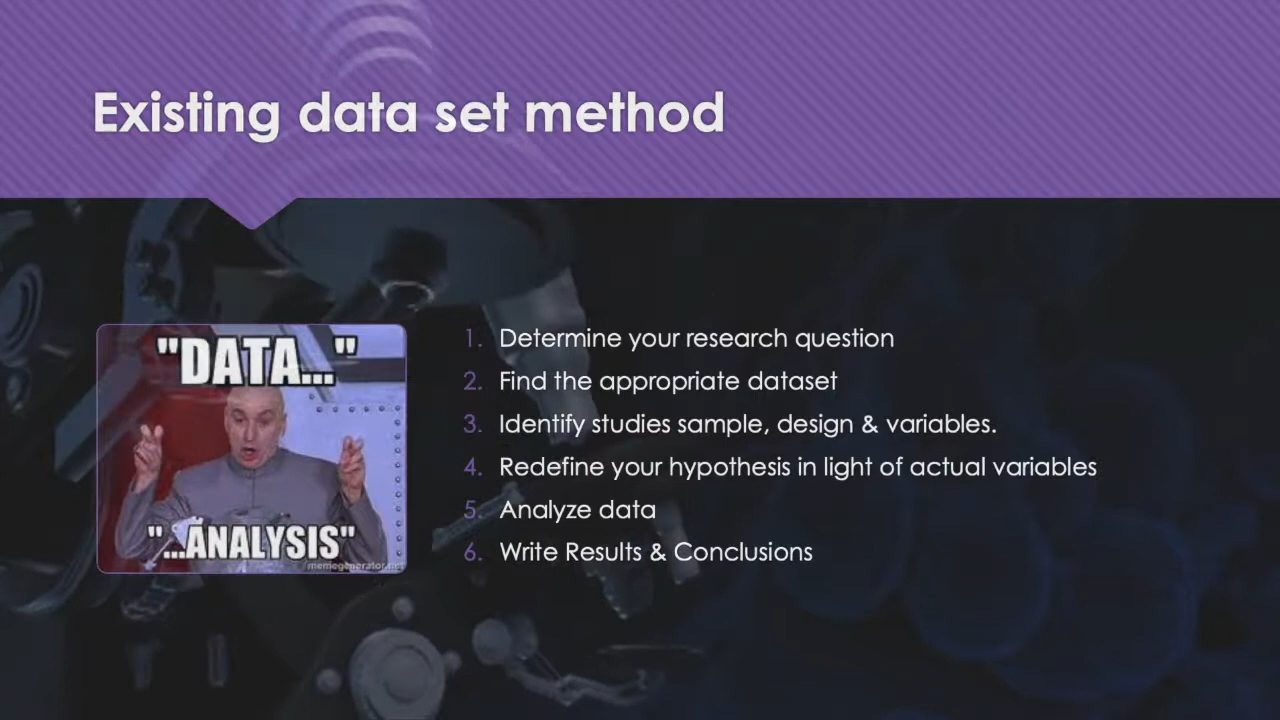 Existing data set method
"DATA..."
"...ANALYSIS"
memegenerator.net
1. Determine your research question
2. Find the appropriate dataset
3. Identify studies sample, design & variables.
4. Redefine your hypothesis in light of actual variables
5. Analyze data
6. Write Results & Conclusions